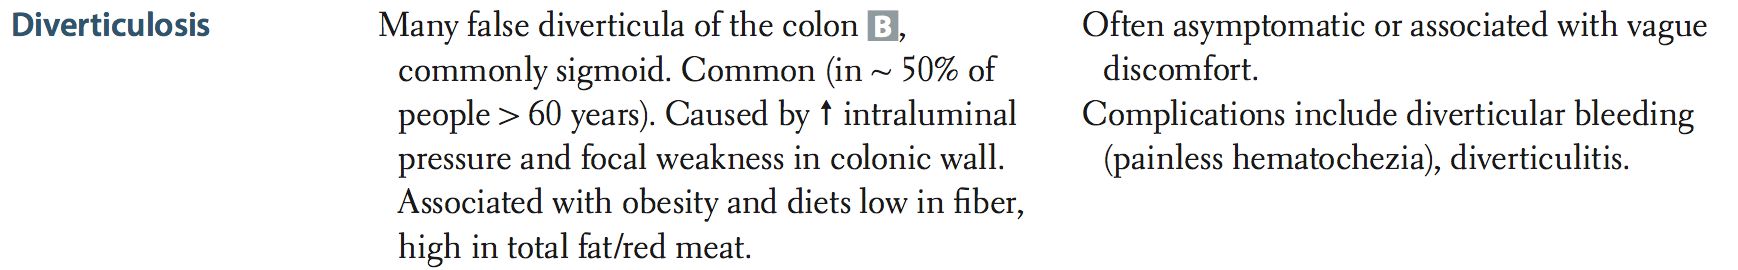 Diverticulosis
Many false diverticula of the colon B,
commonly sigmoid. Common (in ~ 50% of
people > 60 years). Caused by ↑ intraluminal
pressure and focal weakness in colonic wall.
Associated with obesity and diets low in fiber,
high in total fat/red meat.
Often asymptomatic or associated with vague
discomfort.
Complications include diverticular bleeding
(painless hematochezia), diverticulitis.